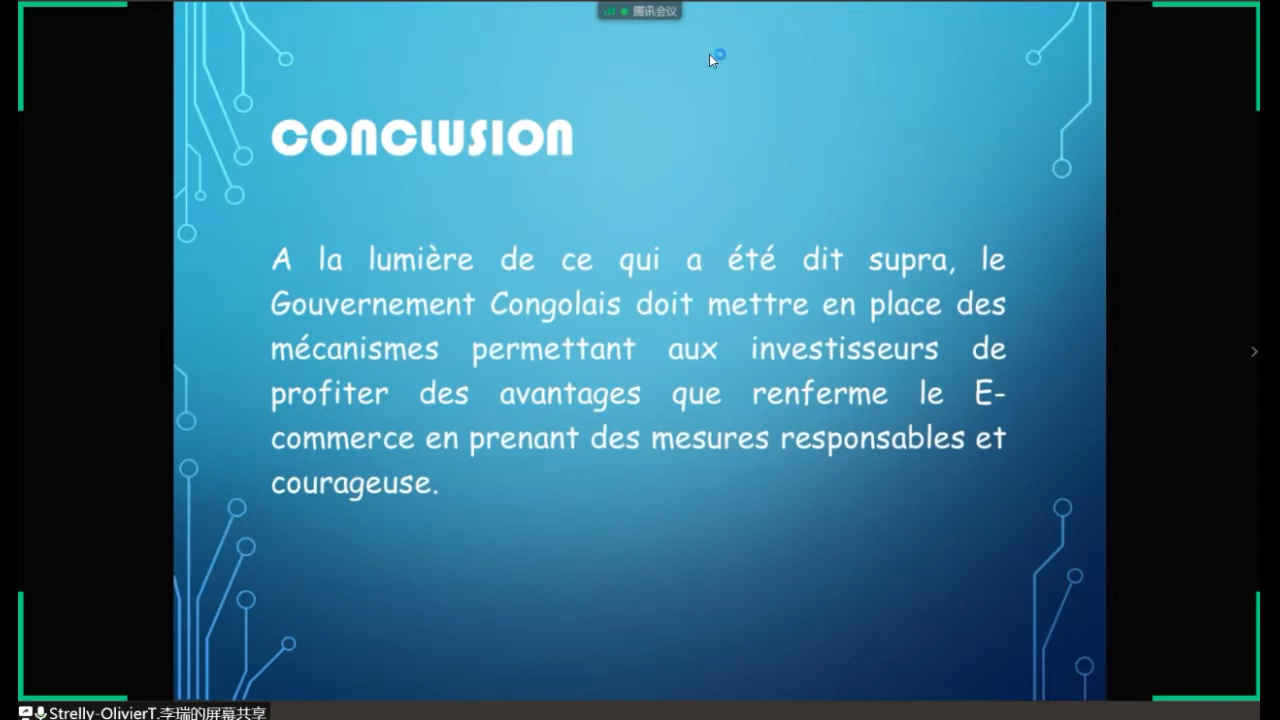 腾讯会议
CONCLUSION
A la lumière de ce qui a été dit supra, le
Gouvernement Congolais doit mettre en place des
mécanismes permettant aux investisseurs de
profiter des avantages que renferme le E-
commerce en prenant des mesures responsables et
courageuse.
Strelly-OlivierT.李瑞的屏幕共享